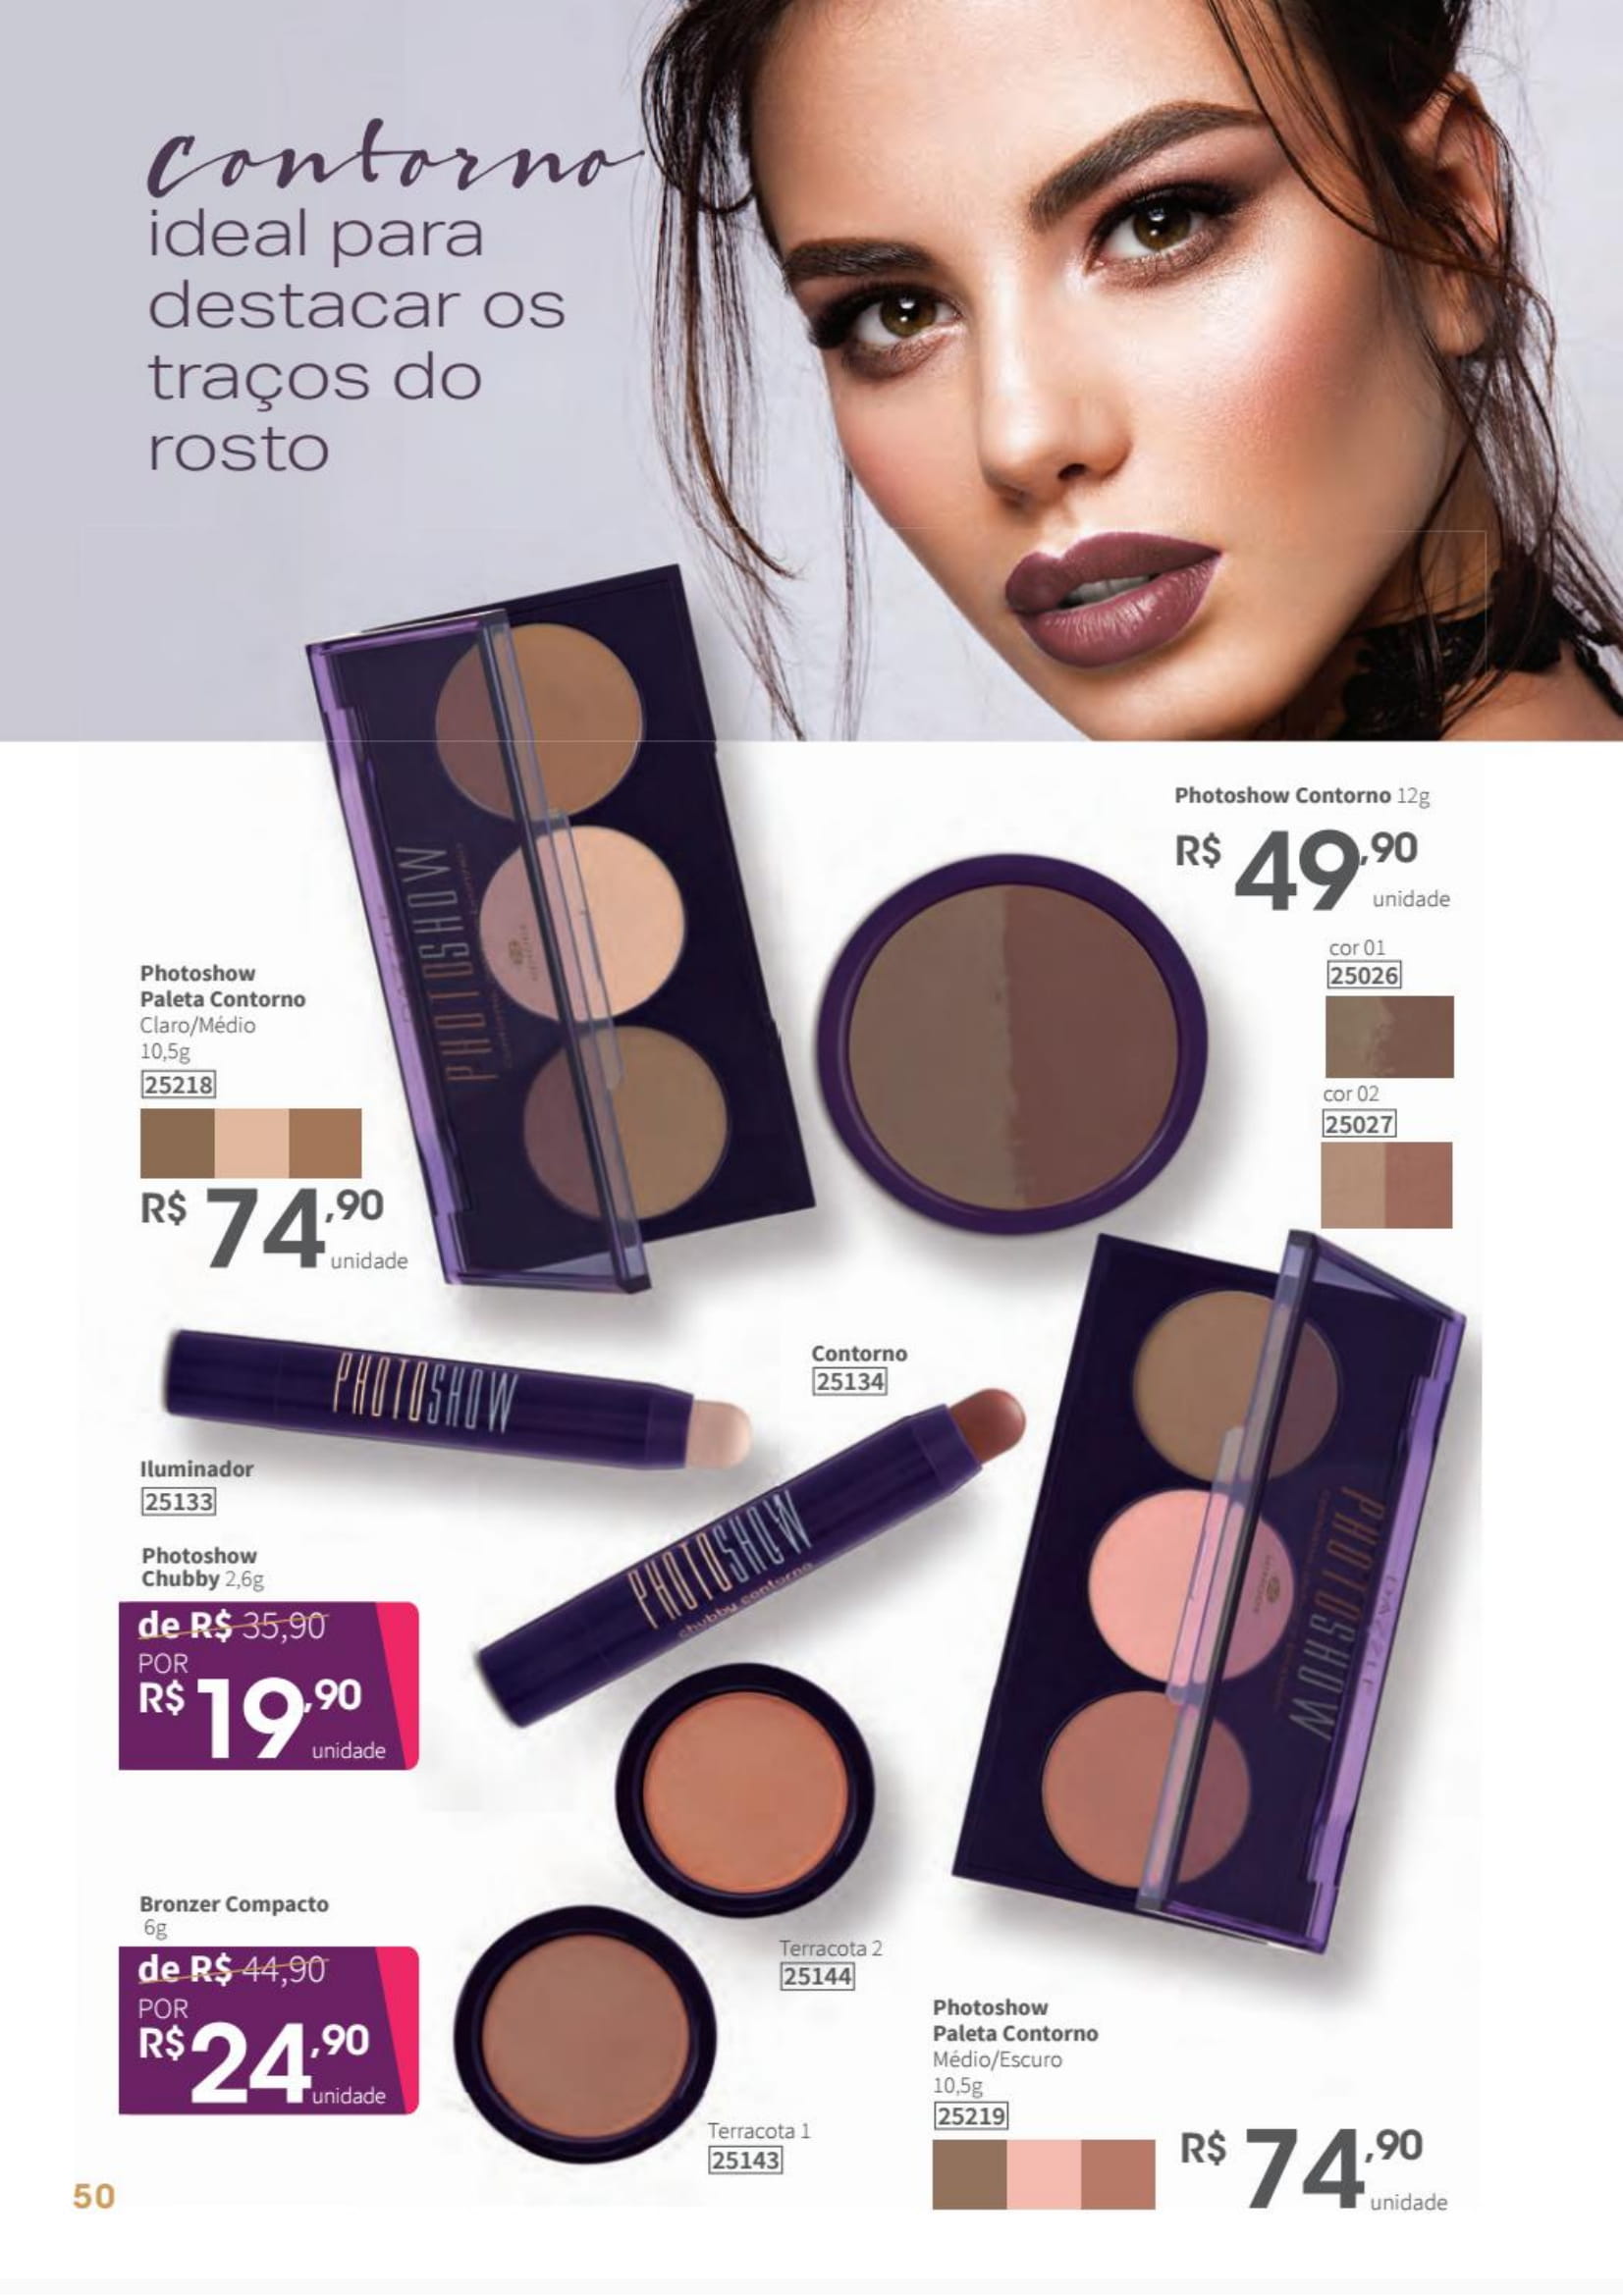 Contorno
ideal para
destacar os
traços do
rosto
Photoshow Contorno 12g
R$ 49,90
unidade
cor 01
25026
cor 02
25027
Photoshow
Paleta Contorno
Claro/Médio
10,5g
25218
R$ 74,90
unidade
PHOTOSHOW
PHOTOSHOW
Iluminador
25133
Contorno
25134
PHOTOSHOW
chubby contorno
PHOTOSHOW
Photoshow
Chubby 2,6g
de R$ 35,90
POR
R$ 19,90
unidade
Bronzer Compacto
6g
de R$ 44,90
POR
R$ 24,90
unidade
Terracota 2
25144
Terracota 1
25143
Photoshow
Paleta Contorno
Médio/Escuro
10,5g
25219
R$ 74,90
unidade
50